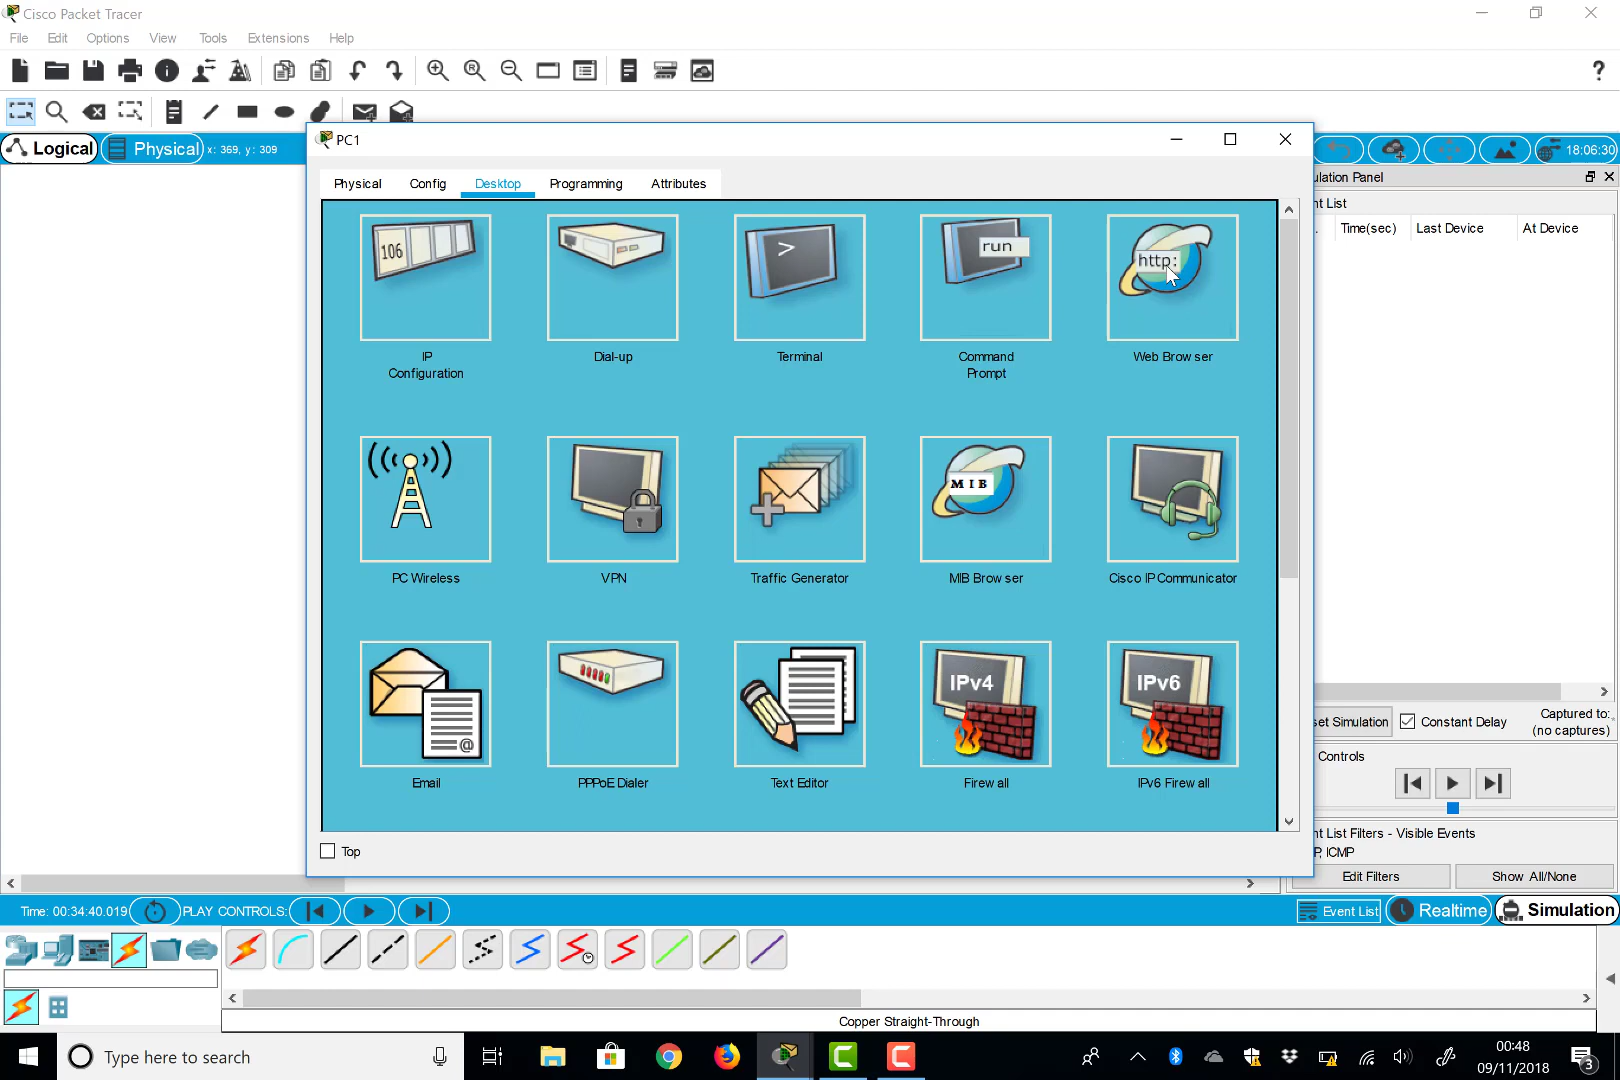 Cisco Packet Tracer
File Edit Options View Tools Extensions Help
?
Logical Physical x: 369, y: 309
18:06:30
PC1
ulation Panel
Physical Config Desktop Programming Attributes
nt List
. Time(sec) Last Device At Device
106
>
run
http:
IP
Configuration
Dial-up
Terminal
Command
Prompt
Web Browser
MIB
PC Wireless
VPN
Traffic Generator
MIB Browser
Cisco IP Communicator
@
IPv4
IPv6
Email
PPPoE Dialer
Text Editor
Firewall
IPv6 Firewall
Top
set Simulation Constant Delay
Captured to:
(no captures)
Controls
nt List Filters - Visible Events
P, ICMP
Edit Filters Show All/None
Time: 00:34:40.019 PLAY CONTROLS:
Event List Realtime Simulation
Copper Straight-Through
Type here to search
00:48
09/11/2018
3